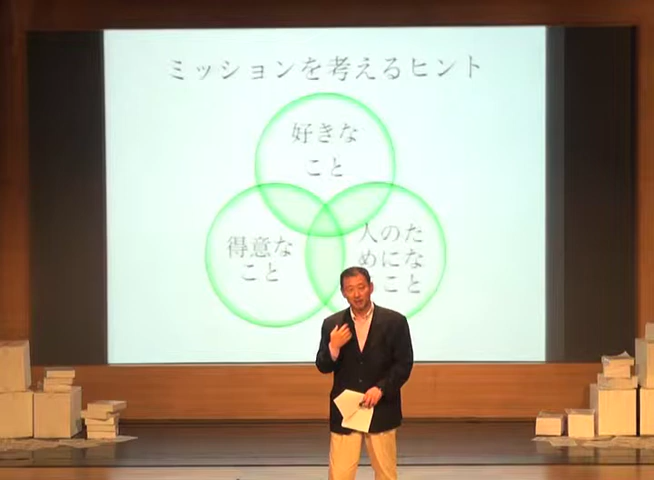 ミッションを考えるヒント
好きな
こと
得意な
こと
人のた
めにな
こと